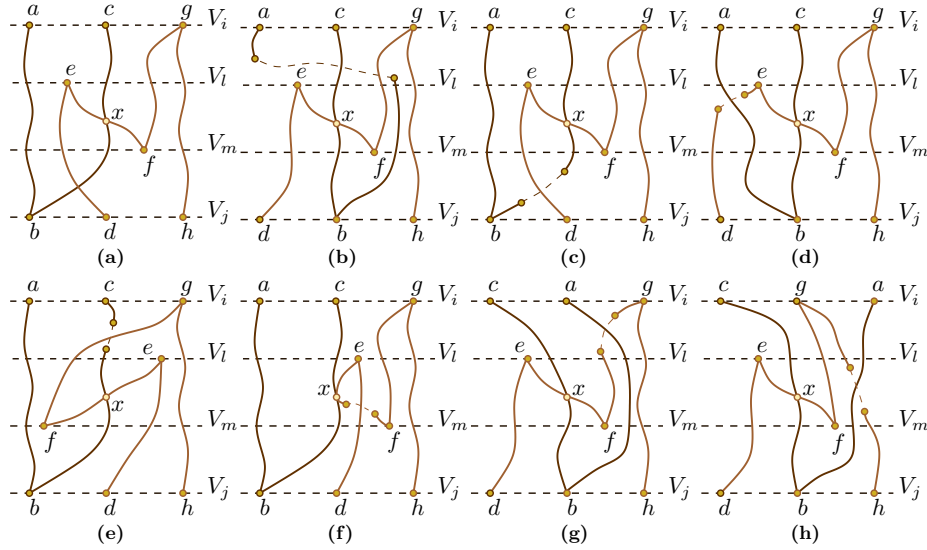 a c g V_i a c g V_i a c g V_i a c g V_i
e V_l e V_l e V_l e V_l
x x x x
V_m V_m V_m V_m
f f f f
V_j V_j V_j V_j
b d h d b h b d h d b h
(a) (b) (c) (d)
a c g V_i a c g V_i c a g V_i c g a V_i
e V_l e V_l e V_l e V_l
x x x x
V_m V_m V_m V_m
f f f f
V_j V_j V_j V_j
b d h b d h d b h d b h
(e) (f) (g) (h)